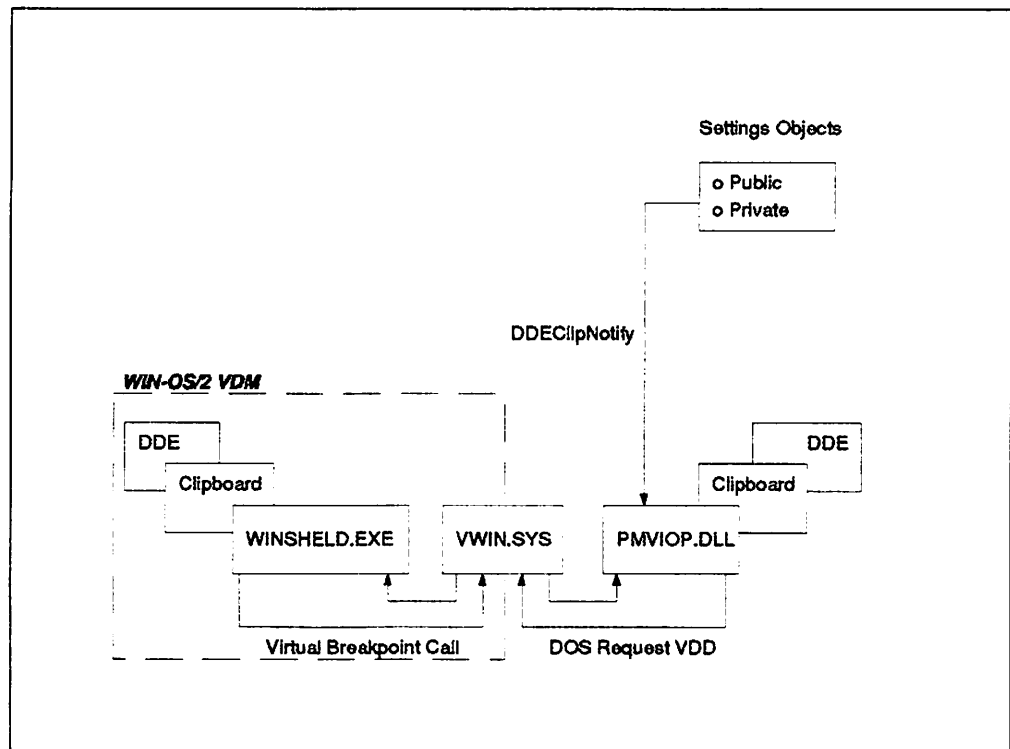 Settings Objects
o Public
o Private
DDEClipNotify
WIN-OS/2 VDM
DDE
Clipboard
WINSHELD.EXE
VWIN.SYS
PMVIOP.DLL
Clipboard
DDE
Virtual Breakpoint Call
DOS Request VDD